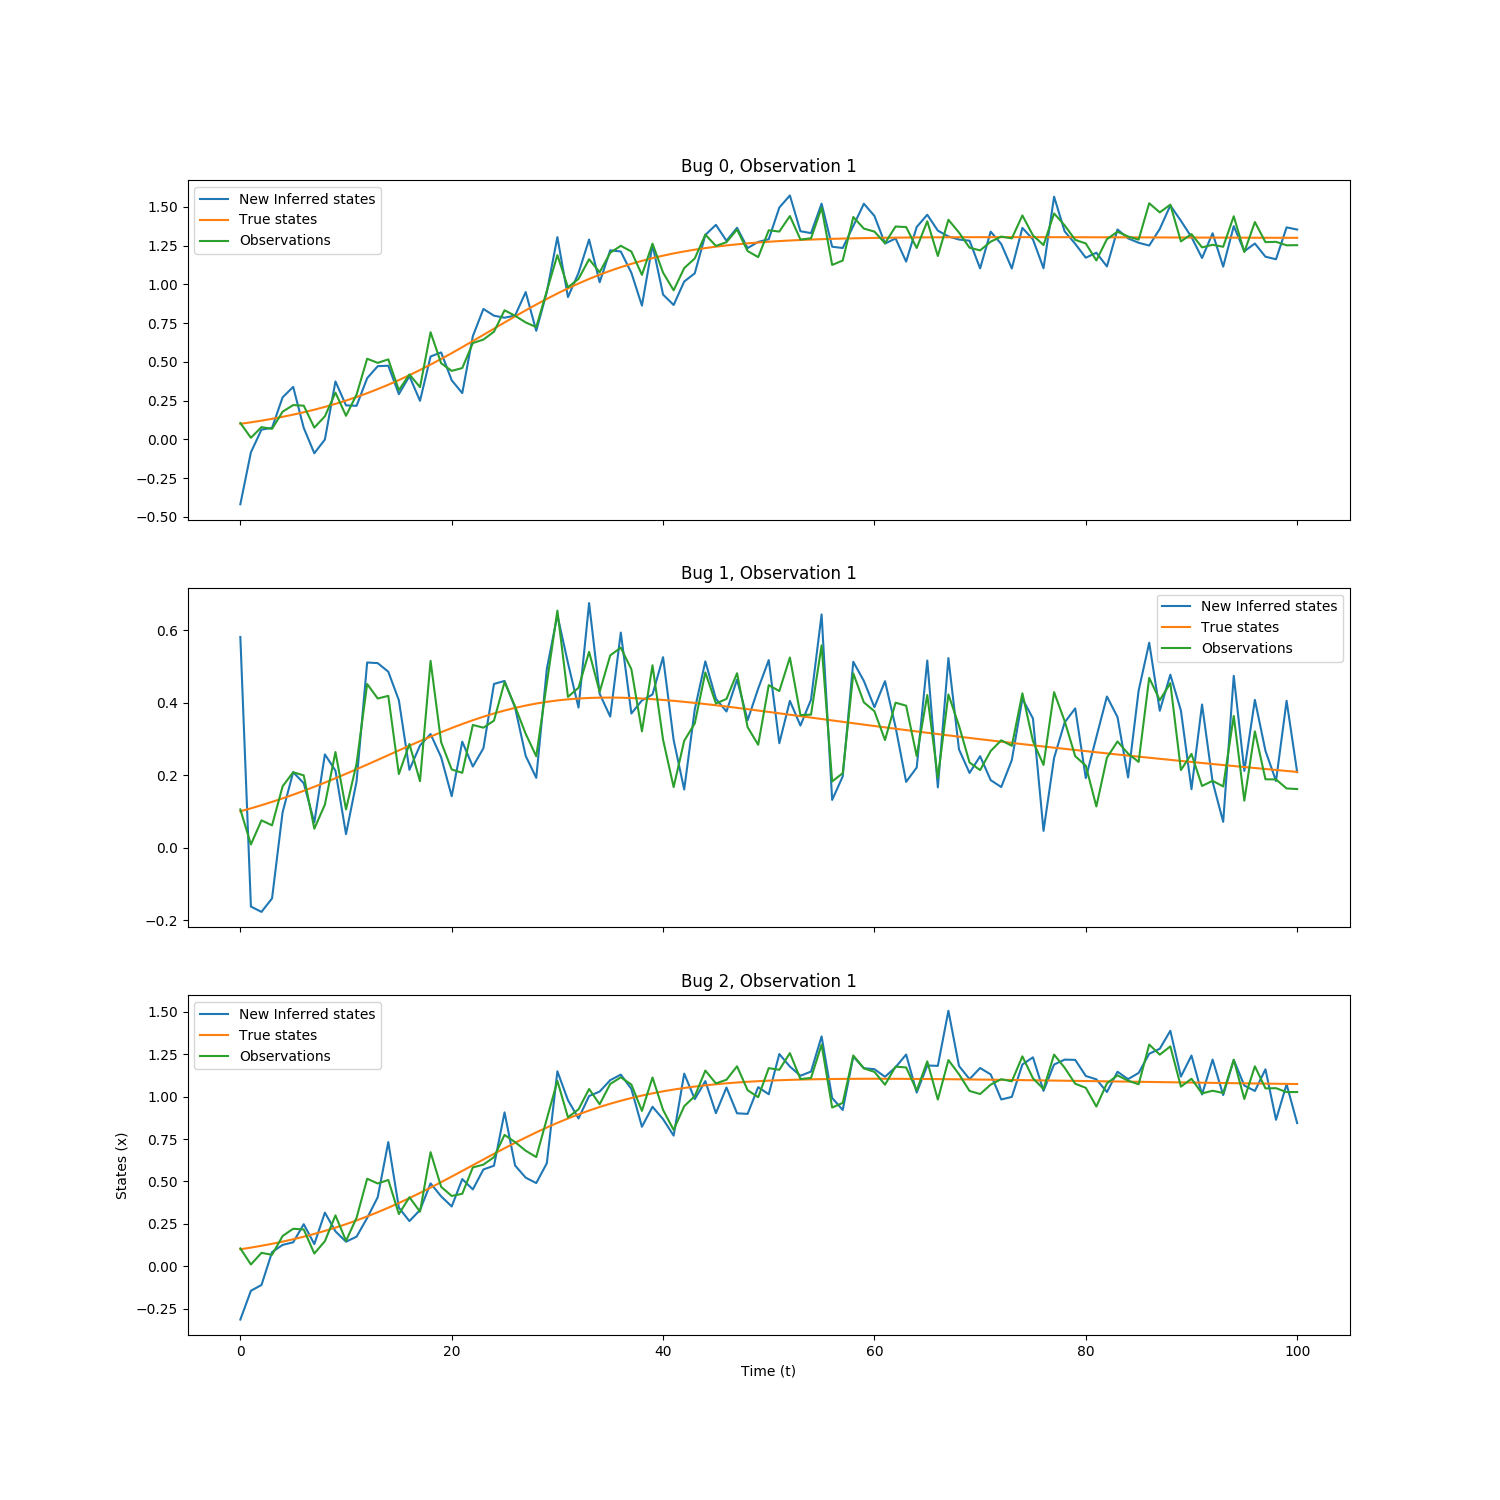 Bug 0, Observation 1
New Inferred states
True states
Observations
1.50
1.25
1.00
0.75
0.50
0.25
0.00
−0.25
−0.50
Bug 1, Observation 1
New Inferred states
True states
Observations
0.6
0.4
0.2
0.0
−0.2
Bug 2, Observation 1
New Inferred states
True states
Observations
1.50
1.25
1.00
0.75
0.50
0.25
0.00
−0.25
States (x)
0 20 40 60 80 100
Time (t)